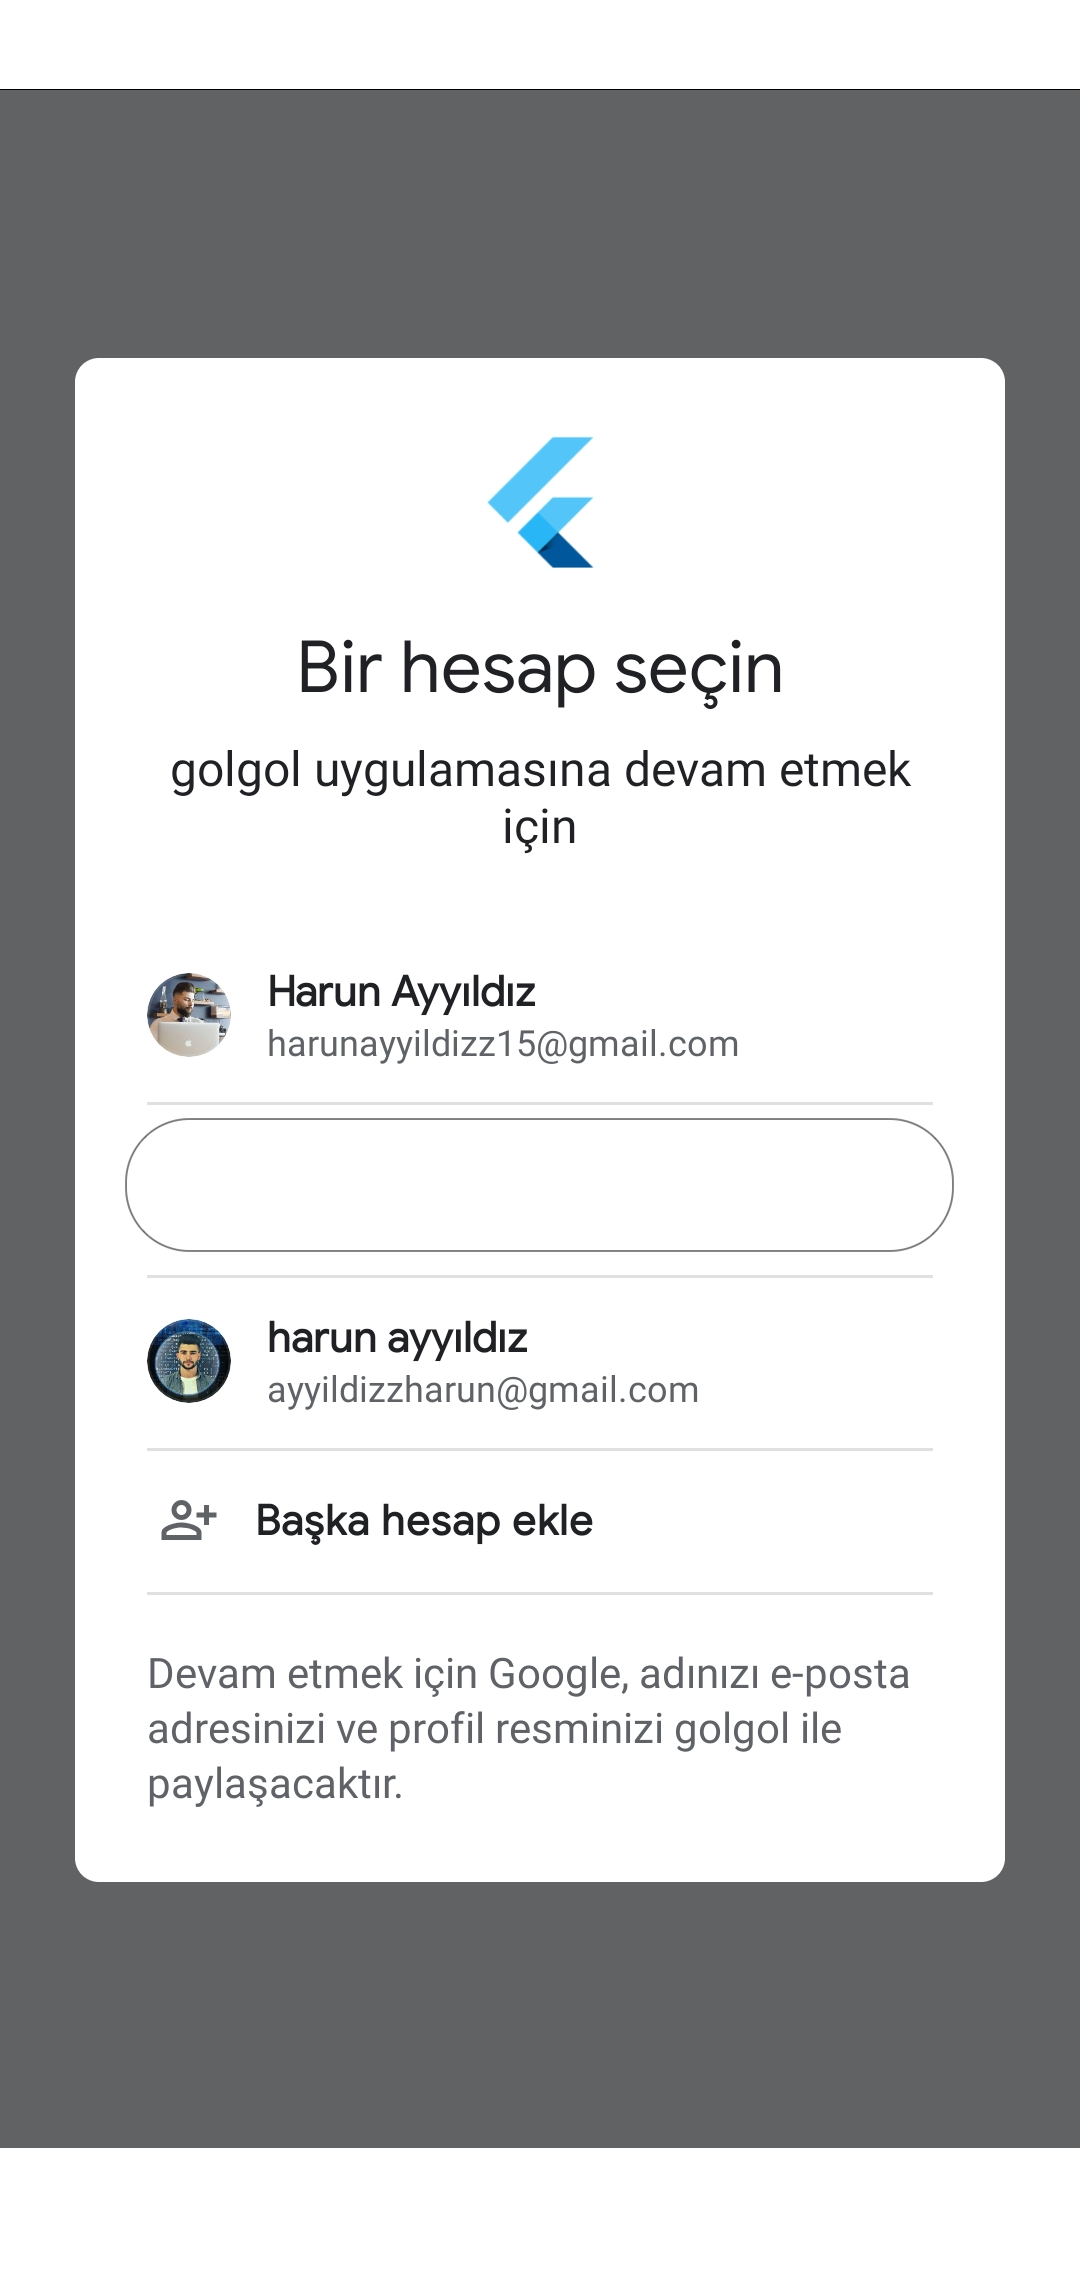 Bir hesap seçin
golgol uygulamasına devam etmek
için
Harun Ayyıldız
harunayyildizz15@gmail.com
harun ayyıldız
ayyildizzharun@gmail.com
Başka hesap ekle
Devam etmek için Google, adınızı e-posta
adresinizi ve profil resminizi golgol ile
paylaşacaktır.